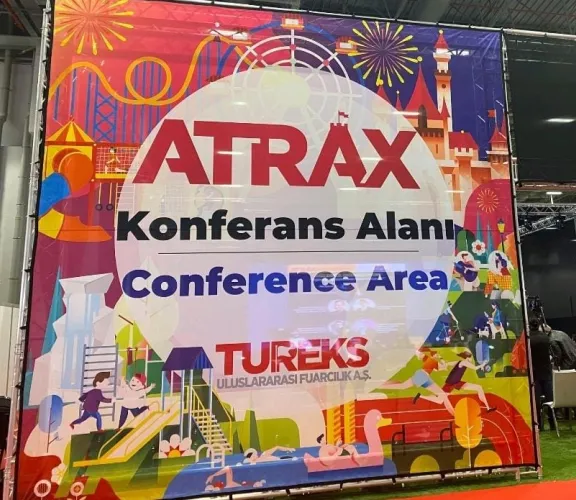 ATRAX
Konferans Alanı
Conference Area
TUREKS
ULUSLARARASI FUARCILIK A.Ş.